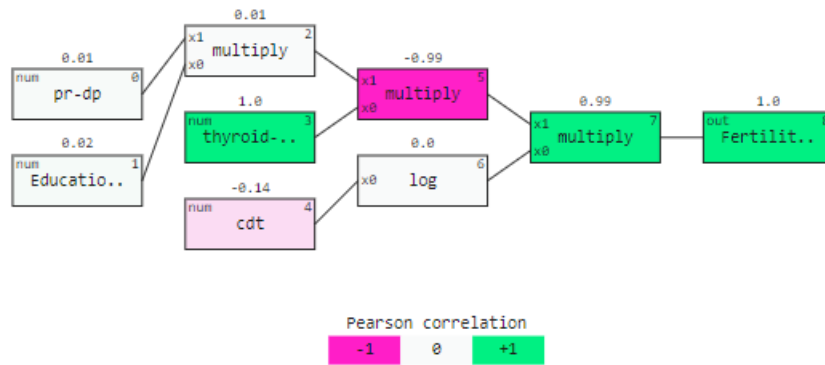 0.01
x1 2
multiply
x0
0.01
num 0
pr-dp
-0.99
x1 5
multiply
x0
1.0
num 3
thyroid-..
0.99
x1 7
multiply
x0
1.0
out 8
Fertilit..
0.02
num 1
Educatio..
0.0
6
x0 log
-0.14
num 4
cdt
Pearson correlation
-1 0 +1